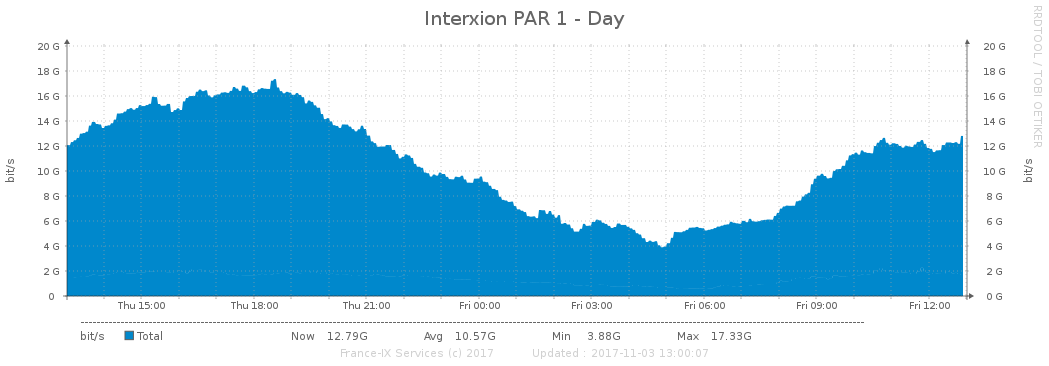 Interxion PAR 1 - Day
RRDTOOL / TOBI OETIKER
20 G 20 G
18 G 18 G
16 G 16 G
14 G 14 G
12 G 12 G
10 G 10 G
8 G 8 G
6 G 6 G
4 G 4 G
2 G 2 G
0 0 G
bit/s
bit/s
Thu 15:00 Thu 18:00 Thu 21:00 Fri 00:00 Fri 03:00 Fri 06:00 Fri 09:00 Fri 12:00
bit/s Total Now 12.79G Avg 10.57G Min 3.88G Max 17.33G
France-IX Services (c) 2017 Updated : 2017-11-03 13:00:07